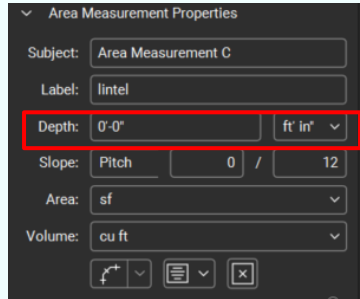 Area Measurement Properties
Subject: Area Measurement C
Label: lintel
Depth: 0'-0" ft' in"
Slope: Pitch 0 / 12
Area: sf
Volume: cu ft